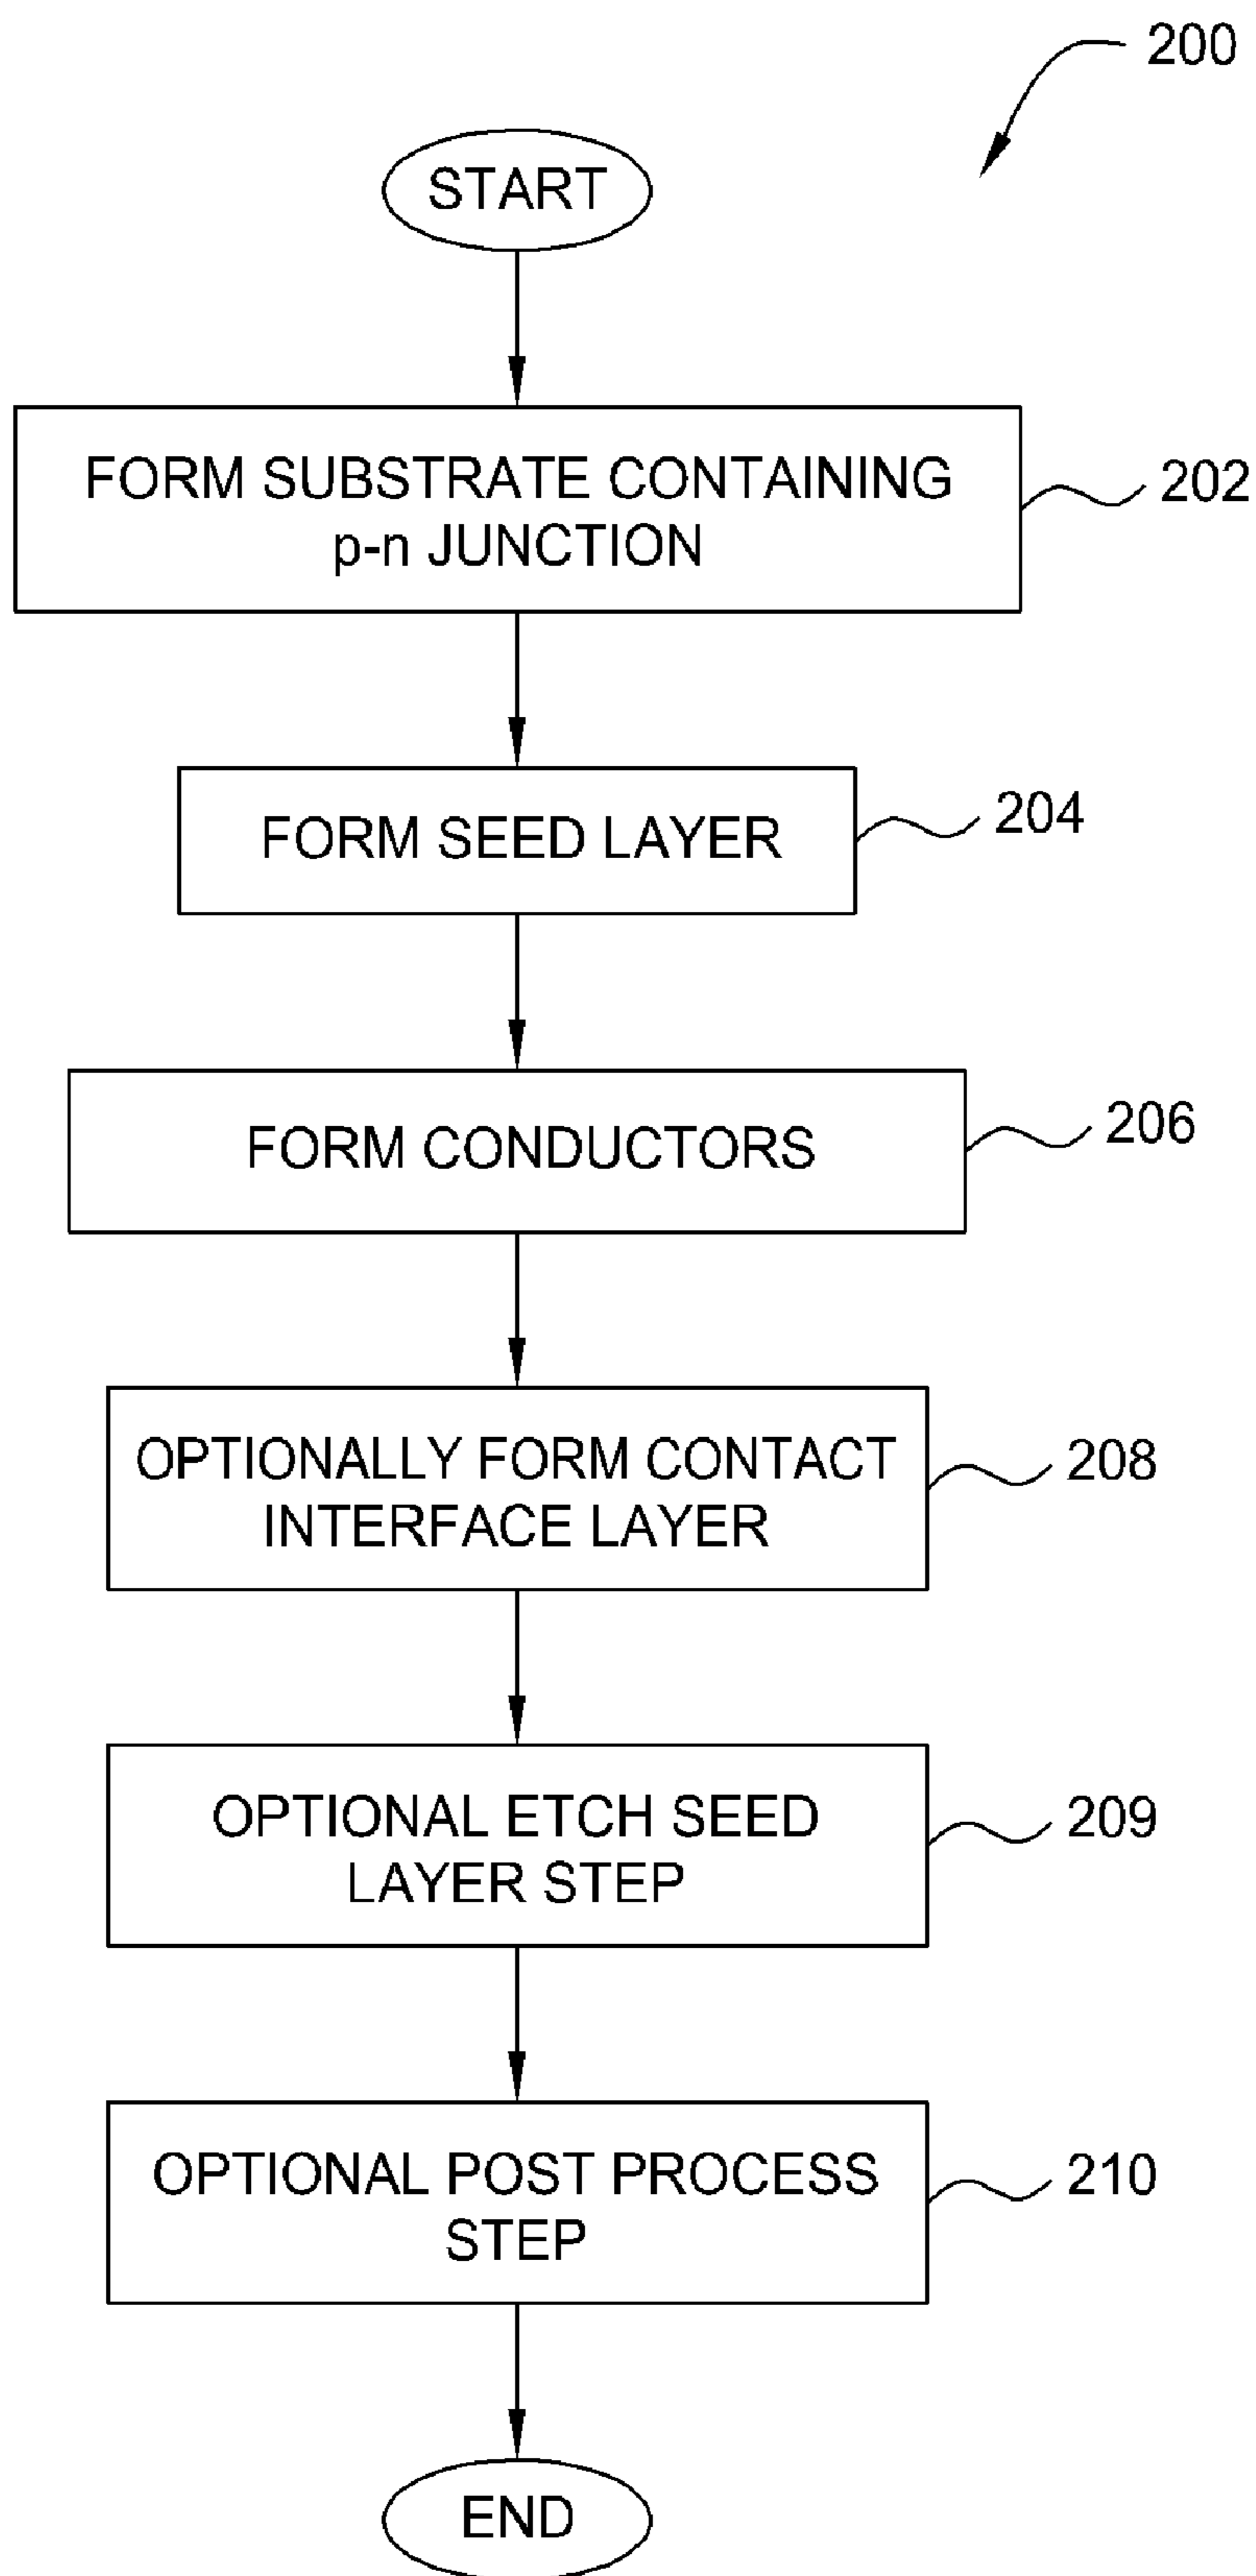 200
START
FORM SUBSTRATE CONTAINING
p-n JUNCTION
202
FORM SEED LAYER
204
FORM CONDUCTORS
206
OPTIONALLY FORM CONTACT
INTERFACE LAYER
208
OPTIONAL ETCH SEED
LAYER STEP
209
OPTIONAL POST PROCESS
STEP
210
END